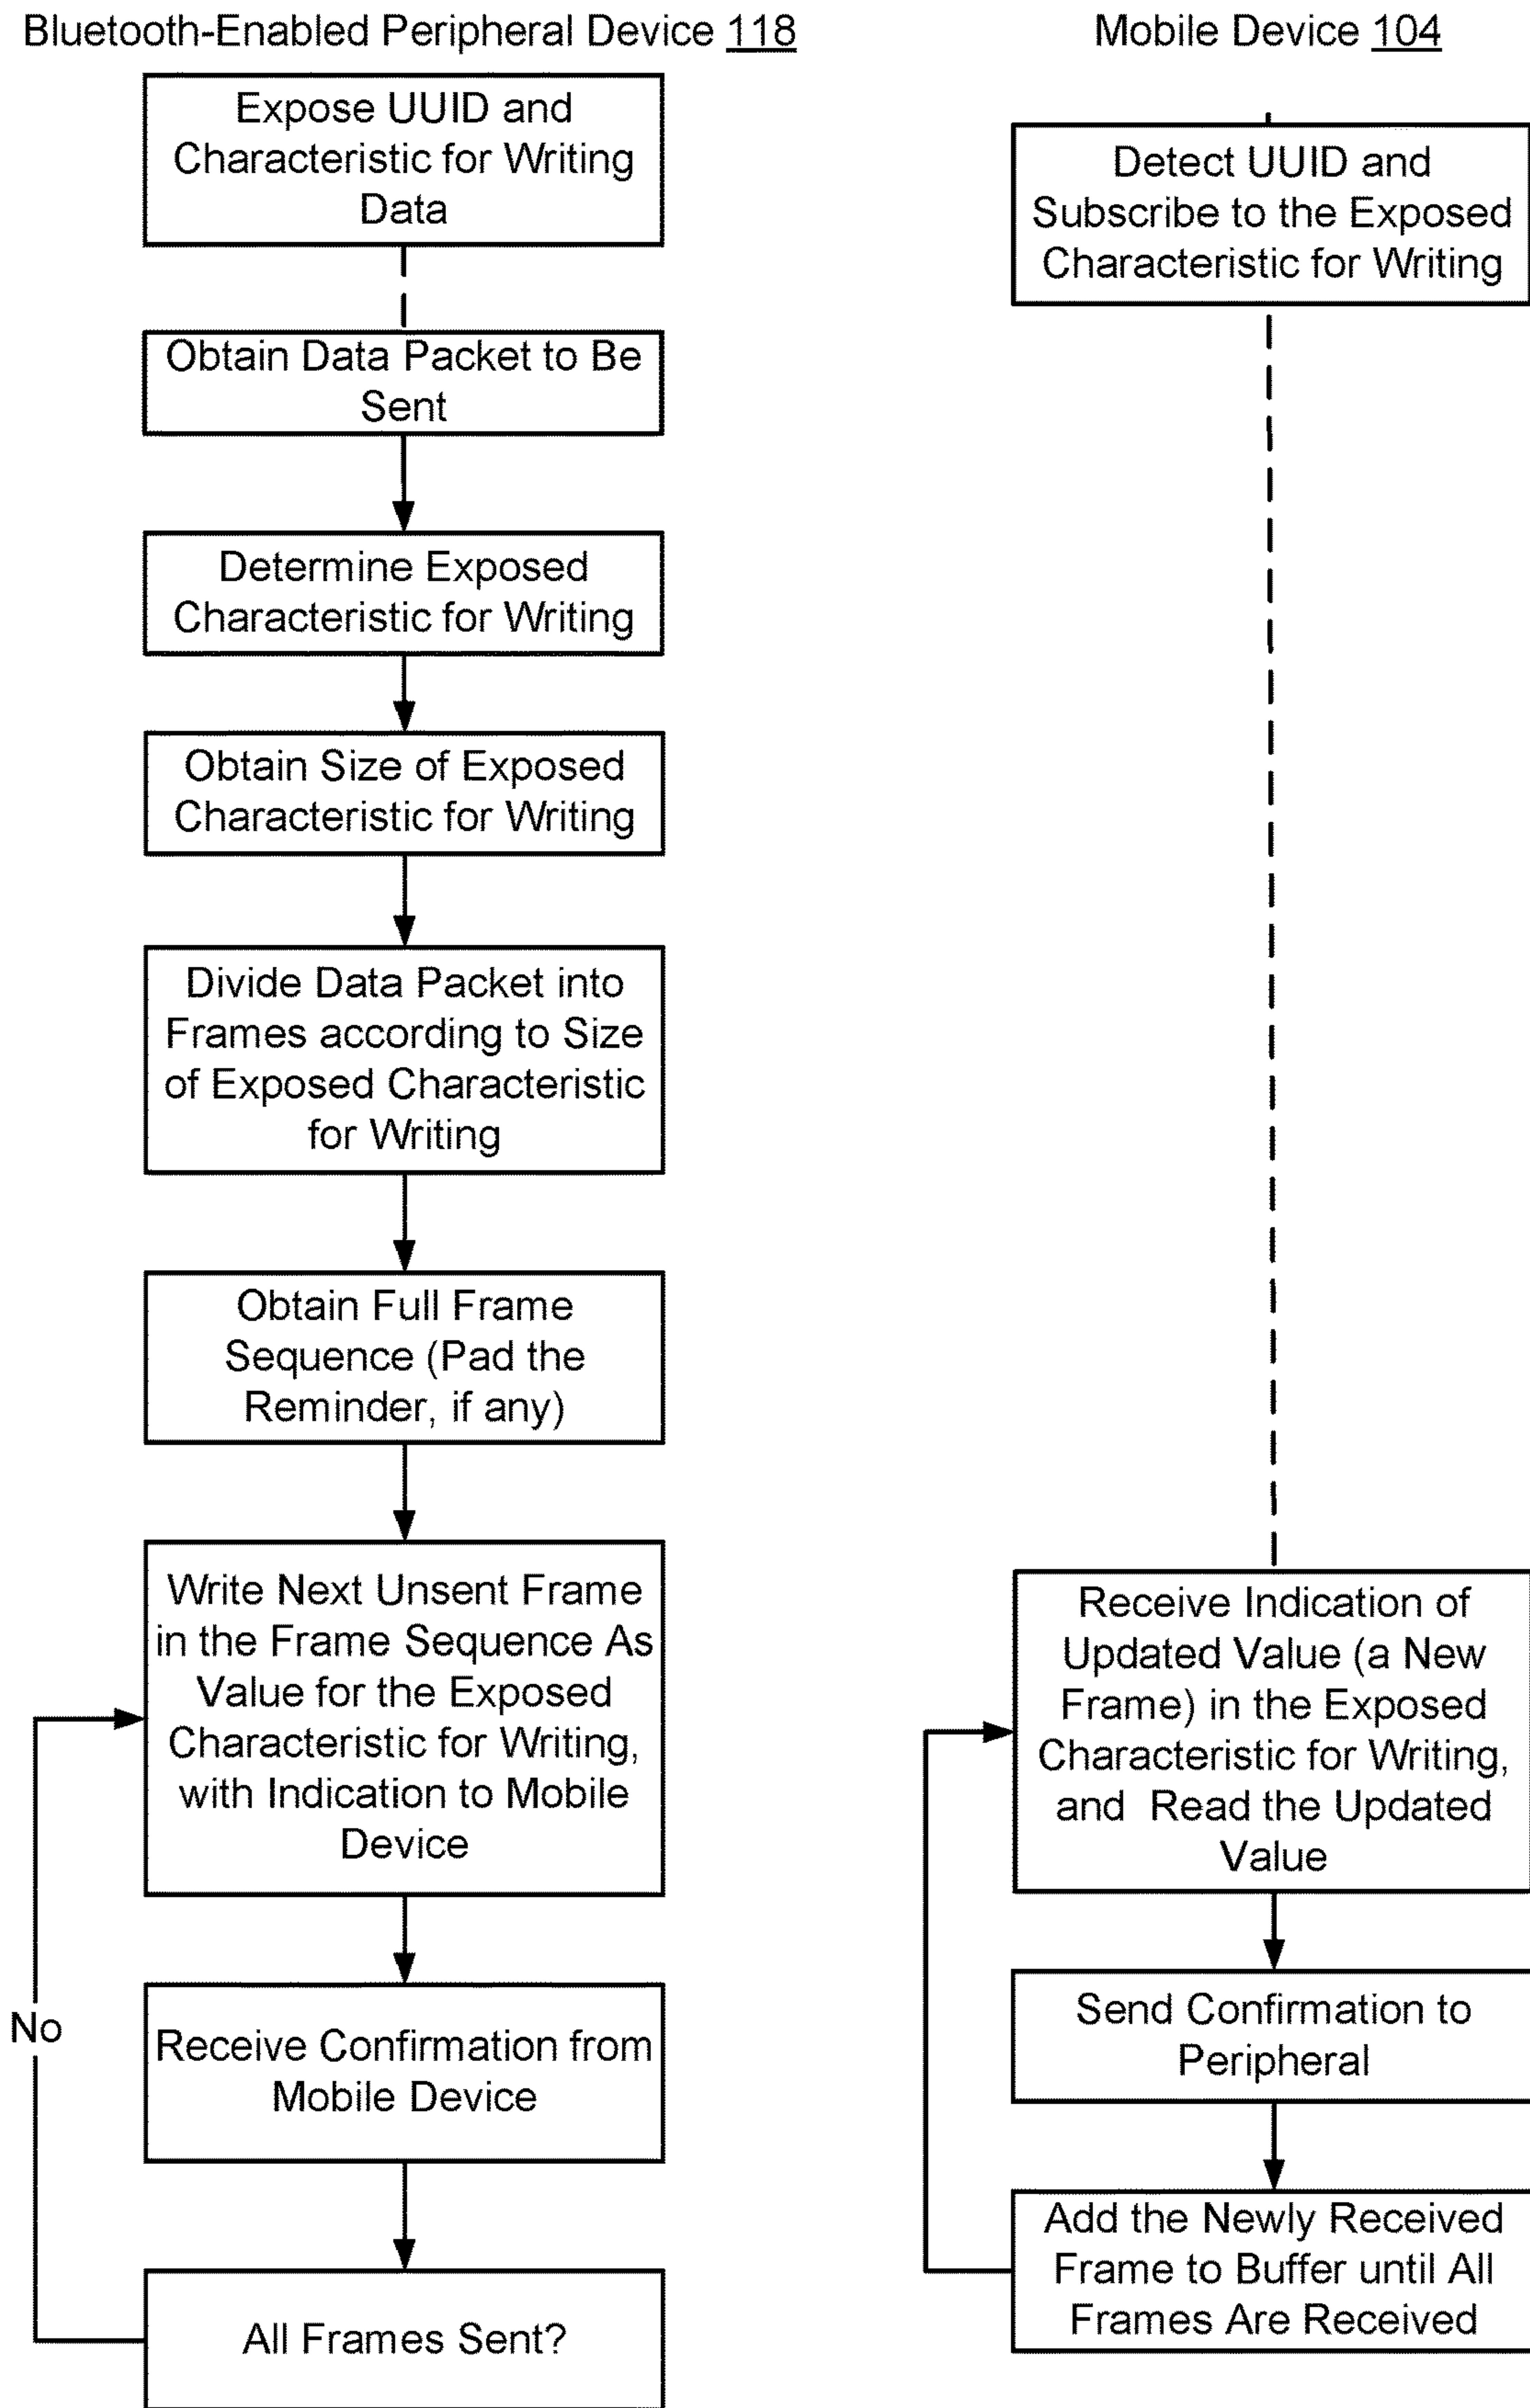 Bluetooth-Enabled Peripheral Device 118
Expose UUID and
Characteristic for Writing
Data
Obtain Data Packet to Be
Sent
Determine Exposed
Characteristic for Writing
Obtain Size of Exposed
Characteristic for Writing
Divide Data Packet into
Frames according to Size
of Exposed Characteristic
for Writing
Obtain Full Frame
Sequence (Pad the
Reminder, if any)
Write Next Unsent Frame
in the Frame Sequence As
Value for the Exposed
Characteristic for Writing,
with Indication to Mobile
Device
Receive Confirmation from
Mobile Device
No
All Frames Sent?
Mobile Device 104
Detect UUID and
Subscribe to the Exposed
Characteristic for Writing
Receive Indication of
Updated Value (a New
Frame) in the Exposed
Characteristic for Writing,
and Read the Updated
Value
Send Confirmation to
Peripheral
Add the Newly Received
Frame to Buffer until All
Frames Are Received